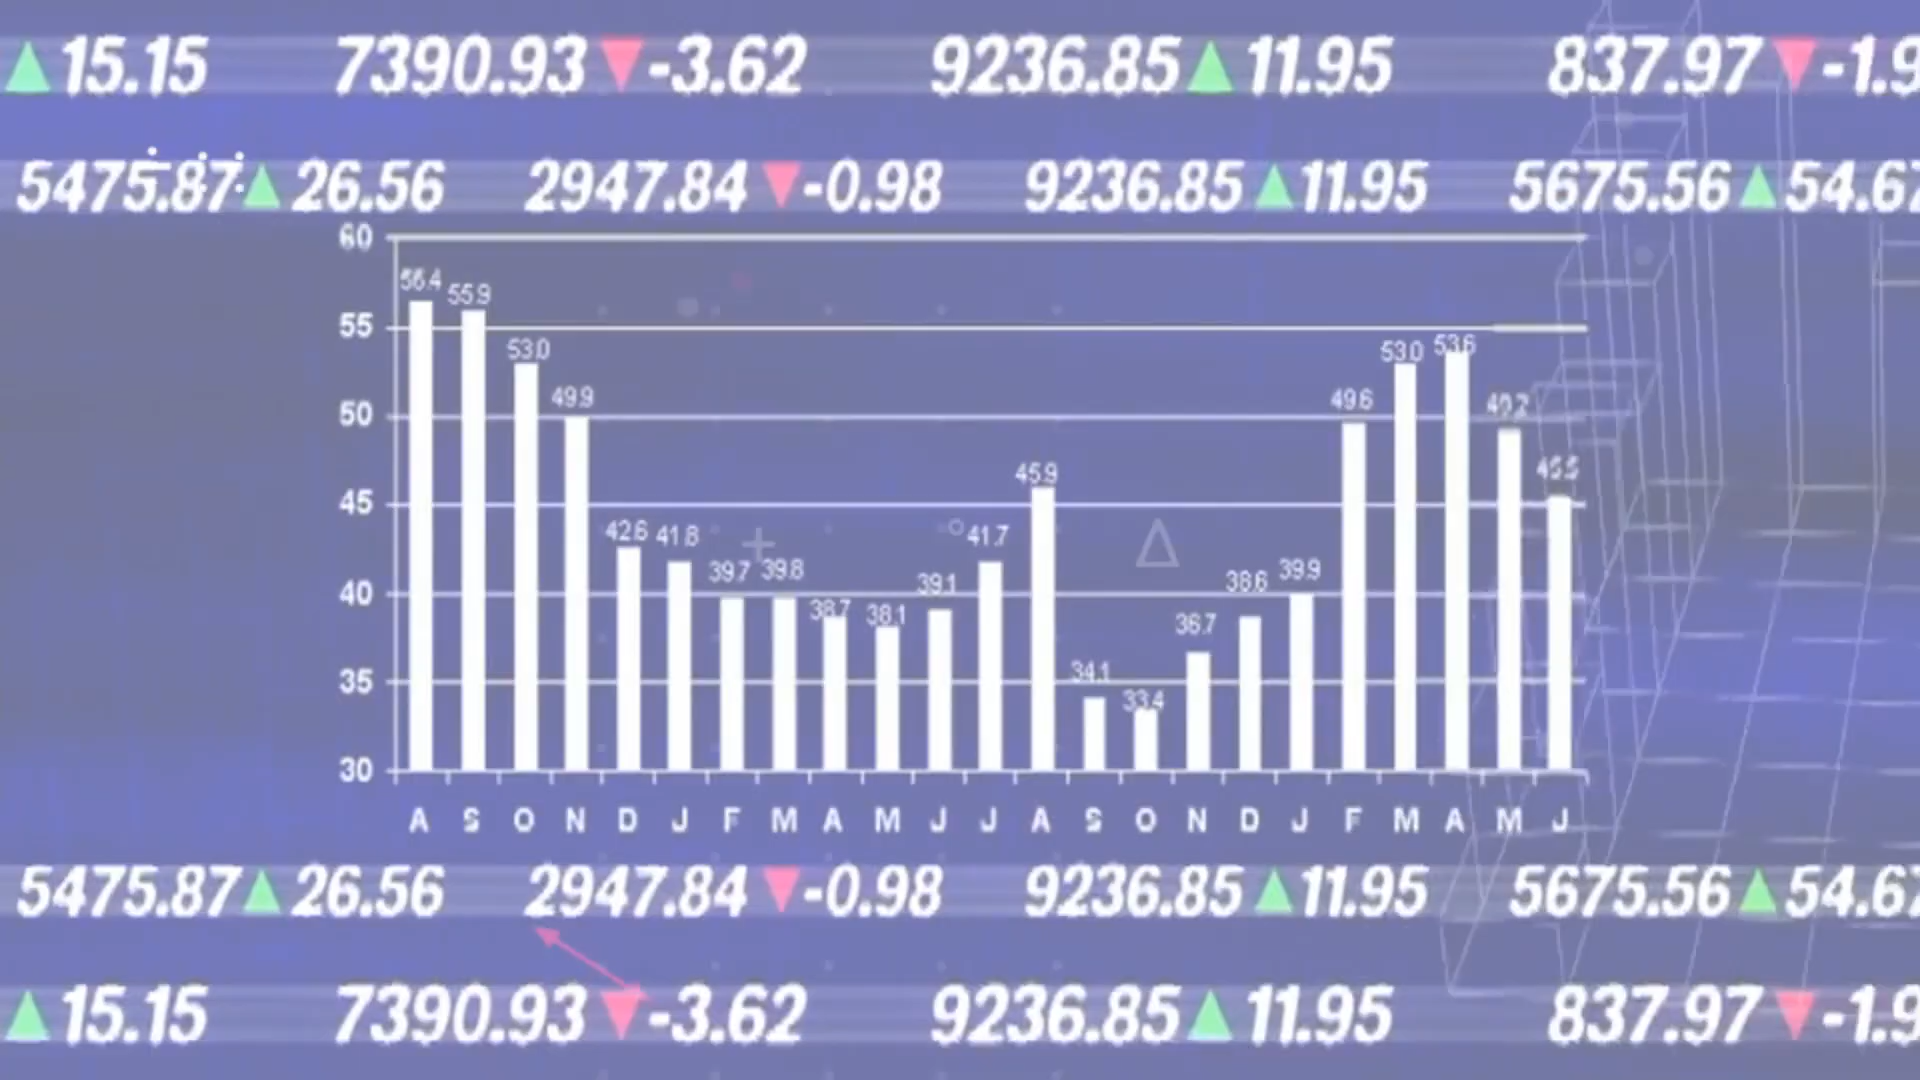 15.15 7390.93 -3.62 9236.85 11.95 837.97 -1.9
5475.87 26.56 2947.84 -0.98 9236.85 11.95 5675.56 54.67
60
56.4 55.9
55
53.0 53.0 53.6
50
49.9 49.6 49.2
45.9 45.5
45
42.6 41.8 41.7
39.7 39.8 39.1 38.6 39.9
40
38.7 38.1 36.7
35
34.1 33.4
30
A S O N D J F M A M J J A S O N D J F M A M J
5475.87 26.56 2947.84 -0.98 9236.85 11.95 5675.56 54.67
15.15 7390.93 -3.62 9236.85 11.95 837.97 -1.9